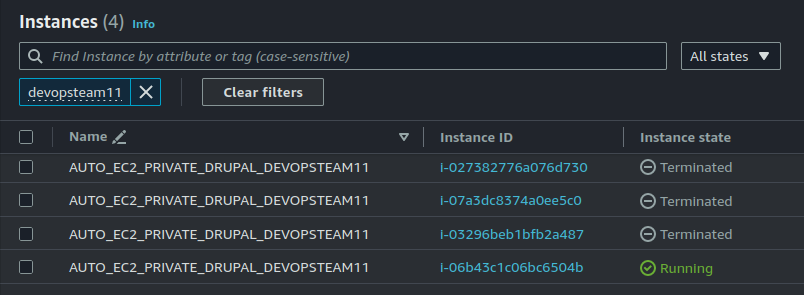 Instances (4) Info
Find Instance by attribute or tag (case-sensitive) All states
devopsteam11 Clear filters
Name Instance ID Instance state
AUTO_EC2_PRIVATE_DRUPAL_DEVOPSTEAM11 i-027382776a076d730 Terminated
AUTO_EC2_PRIVATE_DRUPAL_DEVOPSTEAM11 i-07a3dc8374a0ee5c0 Terminated
AUTO_EC2_PRIVATE_DRUPAL_DEVOPSTEAM11 i-03296beb1bfb2a487 Terminated
AUTO_EC2_PRIVATE_DRUPAL_DEVOPSTEAM11 i-06b43c1c06bc6504b Running